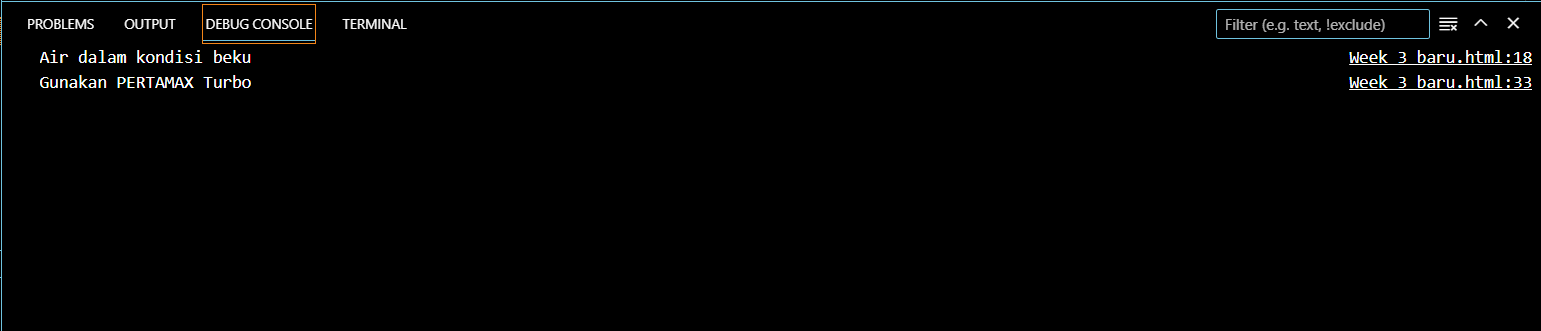 PROBLEMS OUTPUT DEBUG CONSOLE TERMINAL Filter (e.g. text, !exclude)
Air dalam kondisi beku Week 3 baru.html:18
Gunakan PERTAMAX Turbo Week 3 baru.html:33